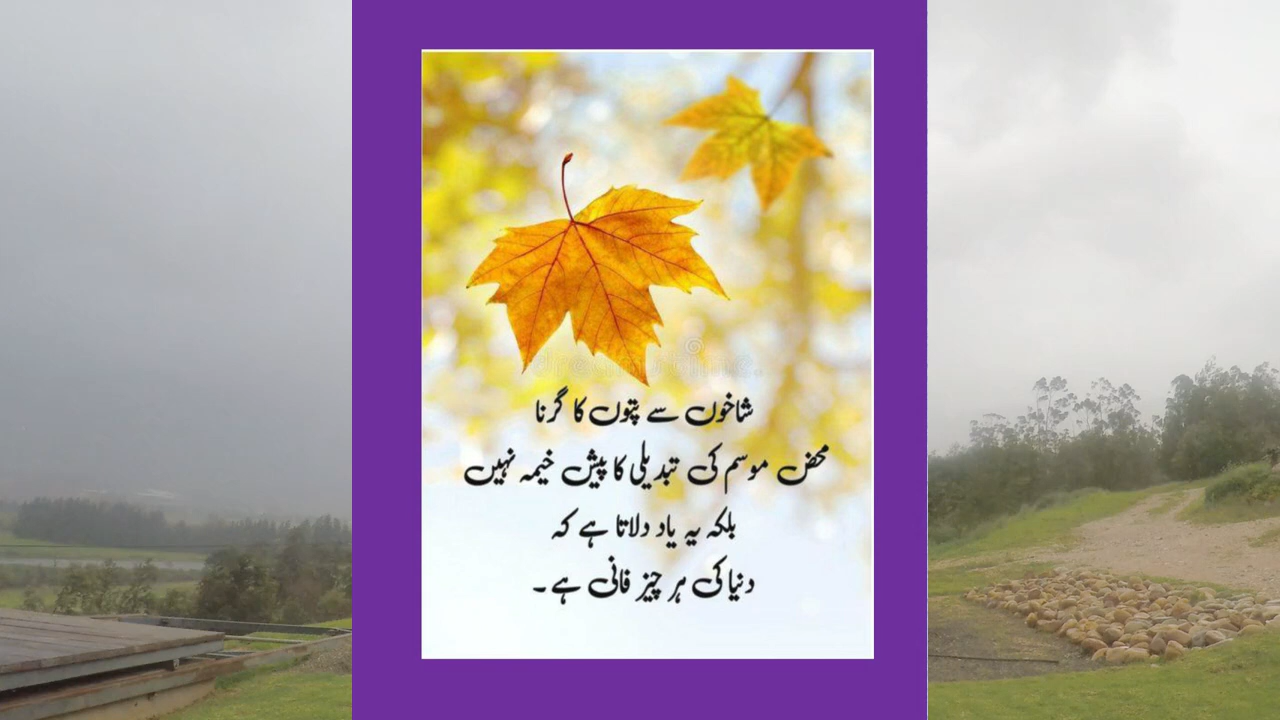 شاخوں سے پتوں کا گرنا
محض موسم کی تبدیلی کا پیش خیمہ نہیں
بلکہ یہ یاد دلاتا ہے کہ
دنیا کی ہر چیز فانی ہے۔